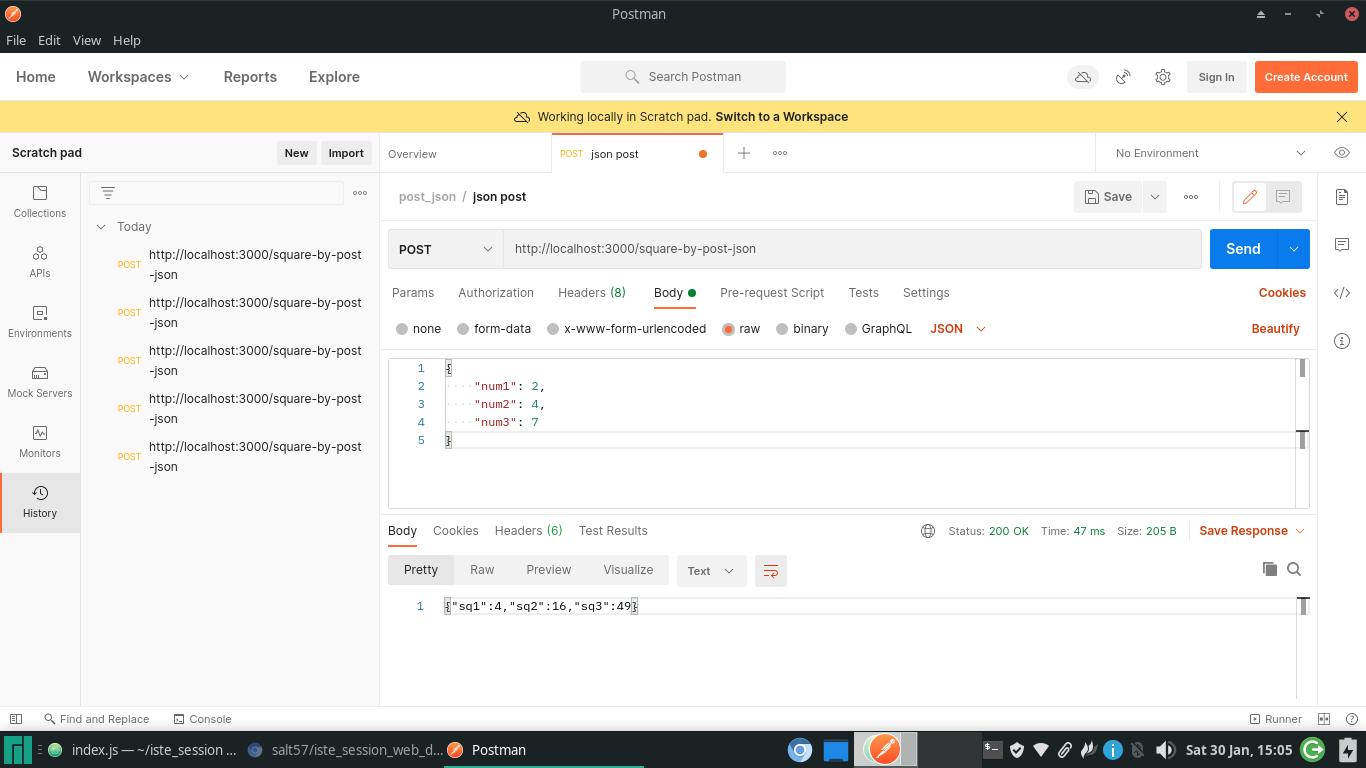 Postman
File Edit View Help
Home Workspaces Reports Explore Search Postman Sign In Create Account
Working locally in Scratch pad. Switch to a Workspace
Scratch pad New Import Overview POST json post No Environment
Collections
APIs
Environments
Mock Servers
Monitors
History
Today
POST http://localhost:3000/square-by-post
-json
POST http://localhost:3000/square-by-post
-json
POST http://localhost:3000/square-by-post
-json
POST http://localhost:3000/square-by-post
-json
POST http://localhost:3000/square-by-post
-json
post_json / json post Save
POST http://localhost:3000/square-by-post-json Send
Params Authorization Headers (8) Body Pre-request Script Tests Settings Cookies
none form-data x-www-form-urlencoded raw binary GraphQL JSON Beautify
1 {
2 "num1": 2,
3 "num2": 4,
4 "num3": 7
5 }
Body Cookies Headers (6) Test Results Status: 200 OK Time: 47 ms Size: 205 B Save Response
Pretty Raw Preview Visualize Text
1 {"sq1":4,"sq2":16,"sq3":49}
Find and Replace Console Runner
index.js — ~/iste_session ... salt57/iste_session_web_d... Postman Sat 30 Jan, 15:05